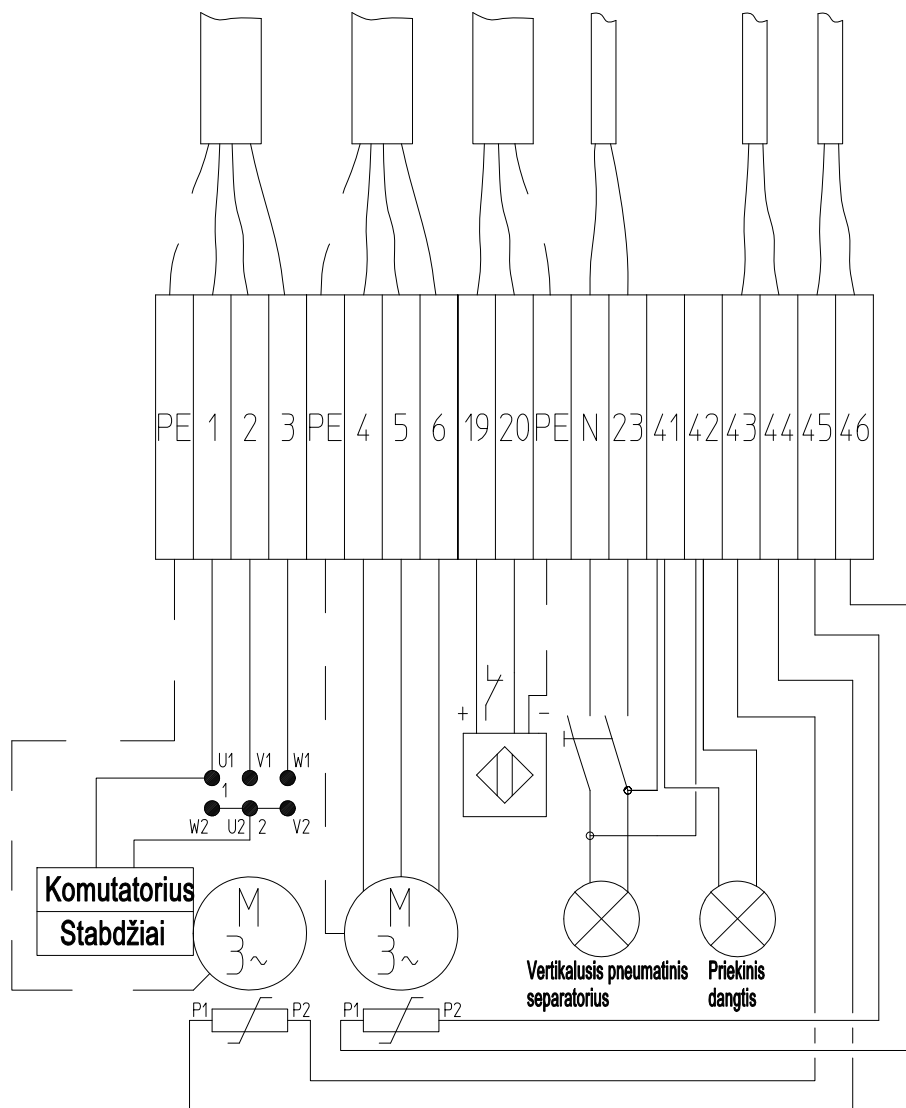 PE 1 2 3 PE 4 5 6 19 20 PE N 23 41 42 43 44 45 46
+ -
U1 V1 W1
1
W2 U2 2 V2
Komutatorius
Stabdžiai
M
3~
M
3~
Vertikalusis pneumatinis
separatorius
Priekinis
dangtis
P1 P2
P1 P2